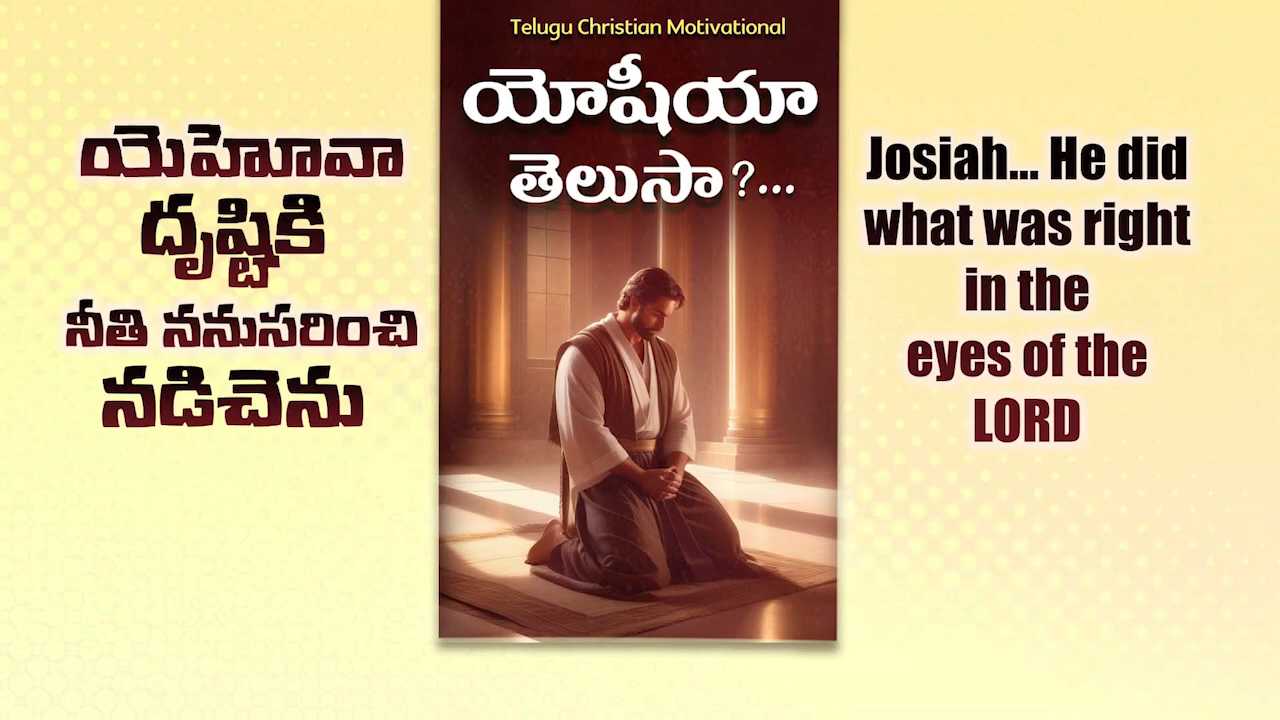 యెహోవా
దృష్టికి
నీతి ననుసరించి
నడిచెను
Telugu Christian Motivational
యోషీయా
తెలుసా?...
Josiah... He did
what was right
in the
eyes of the
LORD